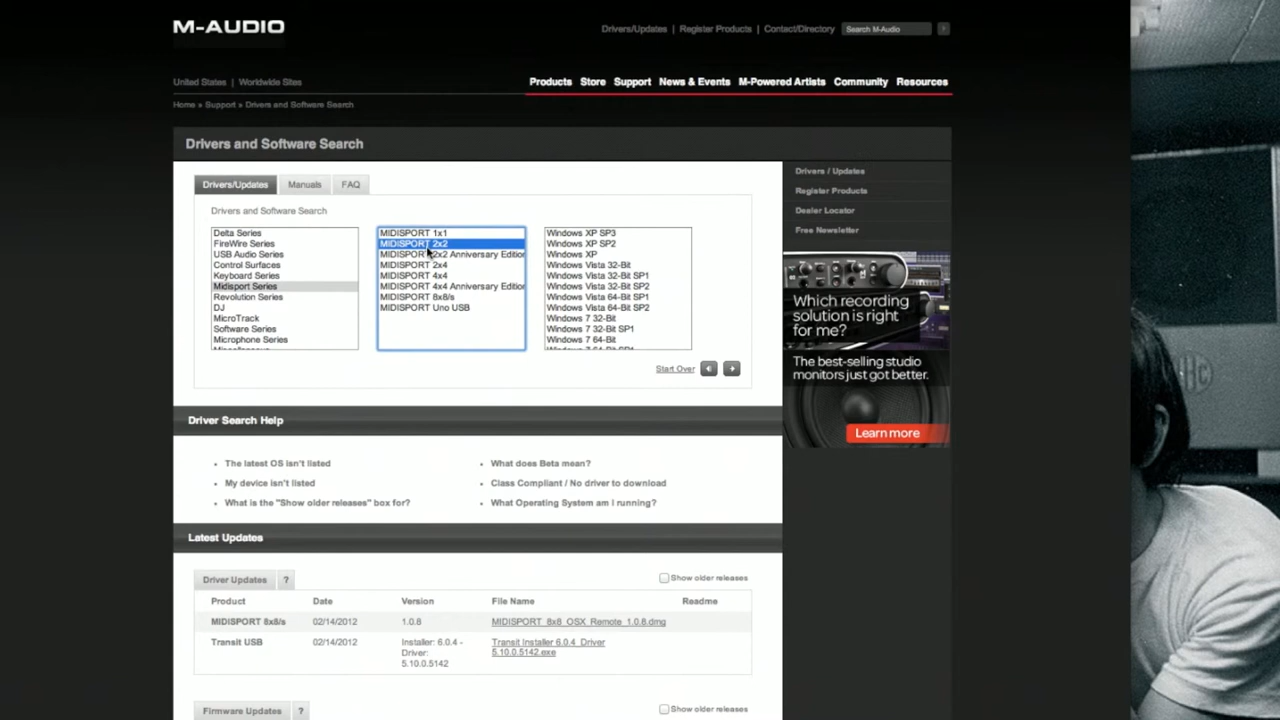 M-AUDIO
Drivers/Updates | Register Products | Contact/Directory
Search M-Audio
?
United States | Worldwide Sites
Products Store Support News & Events M-Powered Artists Community Resources
Home » Support » Drivers and Software Search
Drivers and Software Search
Drivers/Updates Manuals FAQ
Drivers and Software Search
Delta Series
FireWire Series
USB Audio Series
Control Surfaces
Keyboard Series
Midisport Series
Revolution Series
DJ
MicroTrack
Software Series
Microphone Series
Miscellaneous
MIDISPORT 1x1
MIDISPORT 2x2
MIDISPORT 2x2 Anniversary Edition
MIDISPORT 2x4
MIDISPORT 4x4
MIDISPORT 4x4 Anniversary Edition
MIDISPORT 8x8/s
MIDISPORT Uno USB
Windows XP SP3
Windows XP SP2
Windows XP
Windows Vista 32-Bit
Windows Vista 32-Bit SP1
Windows Vista 32-Bit SP2
Windows Vista 64-Bit SP1
Windows Vista 64-Bit SP2
Windows 7 32-Bit
Windows 7 32-Bit SP1
Windows 7 64-Bit
Windows 7 64-Bit SP1
Start Over
Drivers / Updates
Register Products
Dealer Locator
Free Newsletter
Which recording
solution is right
for me?
The best-selling studio
monitors just got better.
Learn more
Driver Search Help
The latest OS isn't listed
My device isn't listed
What is the "Show older releases" box for?
What does Beta mean?
Class Compliant / No driver to download
What Operating System am I running?
Latest Updates
Driver Updates ?
Show older releases
Product Date Version File Name Readme
MIDISPORT 8x8/s 02/14/2012 1.0.8 MIDISPORT_8x8_OSX_Remote_1.0.8.dmg
Transit USB 02/14/2012 Installer: 6.0.4 - Transit Installer 6.0.4_Driver
Driver: 5.10.0.5142.exe
5.10.0.5142
Firmware Updates ?
Show older releases